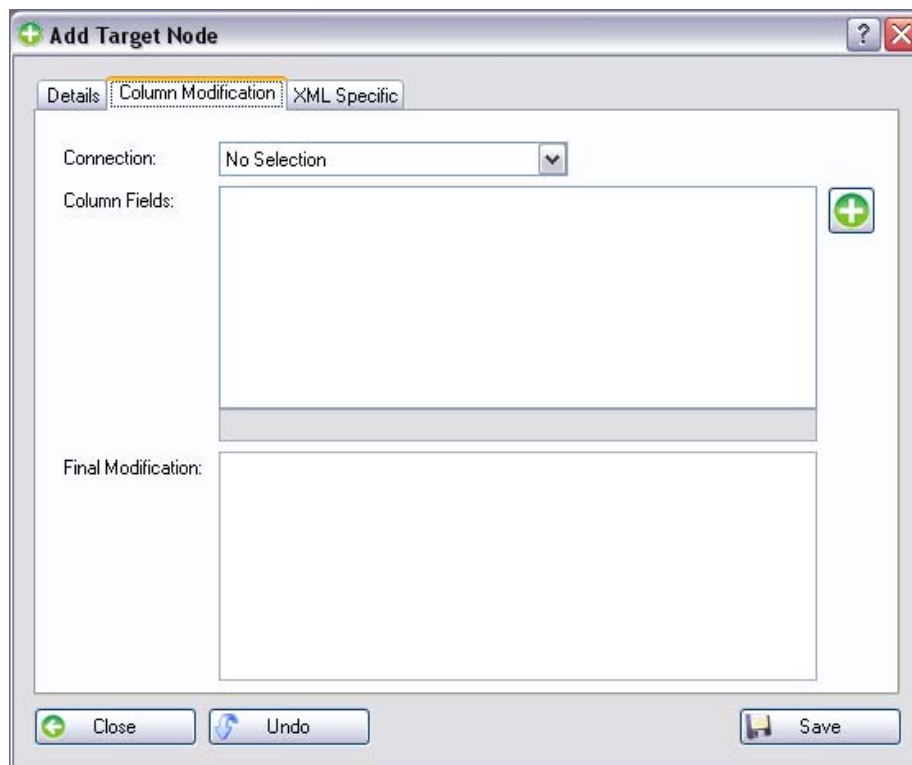 Add Target Node
Details Column Modification XML Specific
Connection: No Selection
Column Fields:
Final Modification:
Close Undo Save